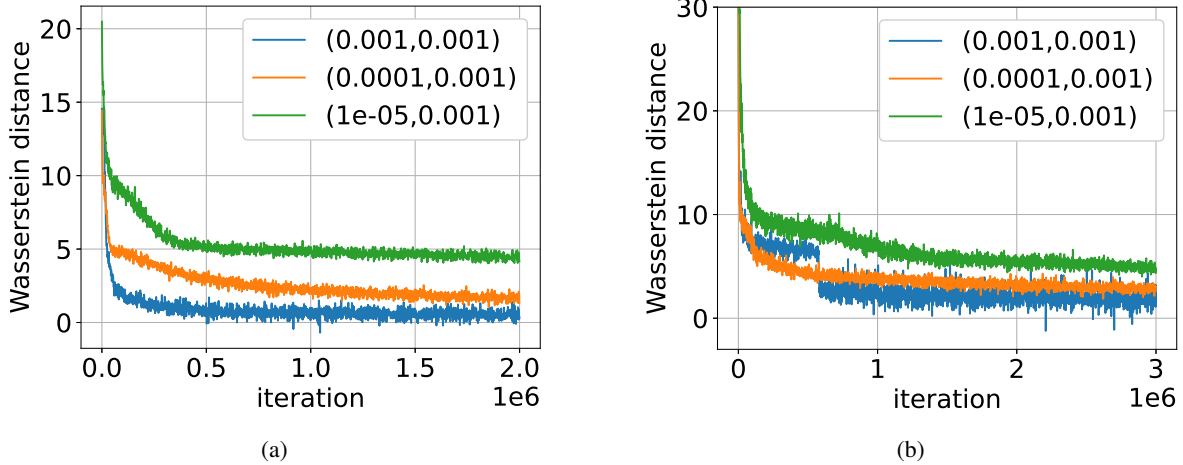 Wasserstein distance
20
15
10
5
0
(0.001,0.001)
(0.0001,0.001)
(1e-05,0.001)
0.0 0.5 1.0 1.5 2.0
1e6
iteration
(a)
Wasserstein distance
30
20
10
0
(0.001,0.001)
(0.0001,0.001)
(1e-05,0.001)
0 1 2 3
1e6
iteration
(b)